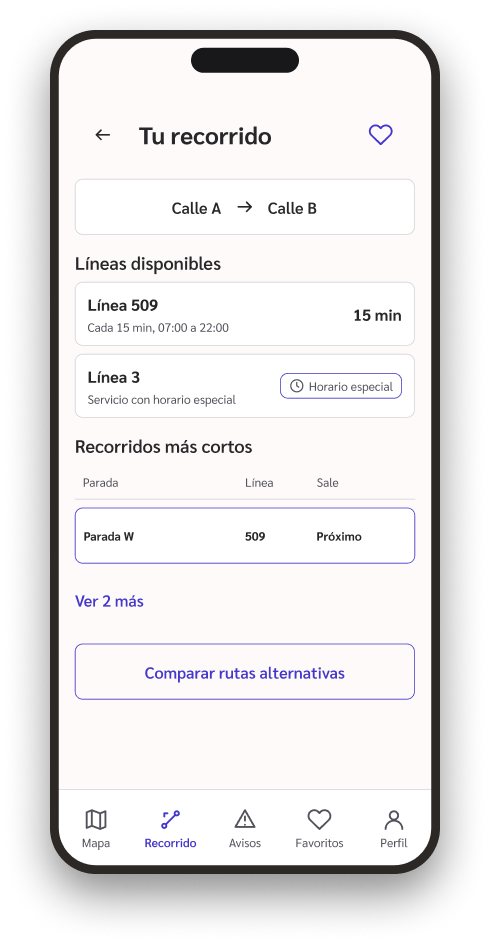 Tu recorrido
Calle A → Calle B
Líneas disponibles
Línea 509
Cada 15 min, 07:00 a 22:00
15 min
Línea 3
Servicio con horario especial
Horario especial
Recorridos más cortos
Parada Línea Sale
Parada W 509 Próximo
Ver 2 más
Comparar rutas alternativas
Mapa Recorrido Avisos Favoritos Perfil